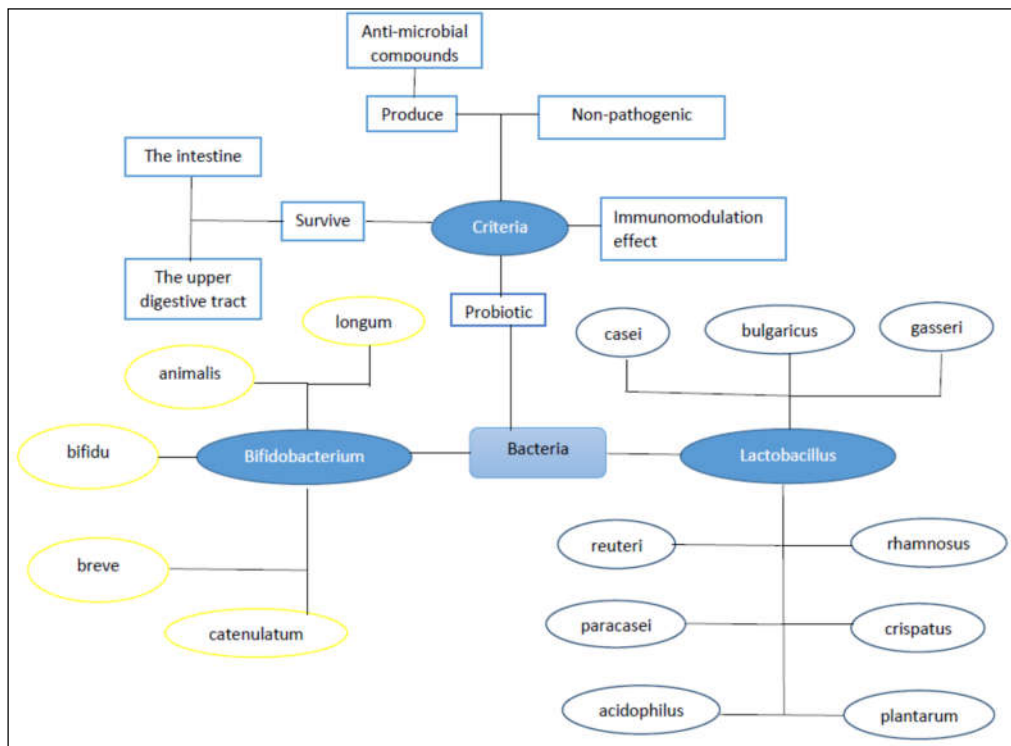 Anti-microbial
compounds
Produce
Non-pathogenic
The intestine
Survive
Criteria
Immunomodulation
effect
The upper
digestive tract
Probiotic
longum
casei
bulgaricus
gasseri
animalis
bifidu
Bifidobacterium
Bacteria
Lactobacillus
reuteri
rhamnosus
breve
catenulatum
paracasei
crispatus
acidophilus
plantarum